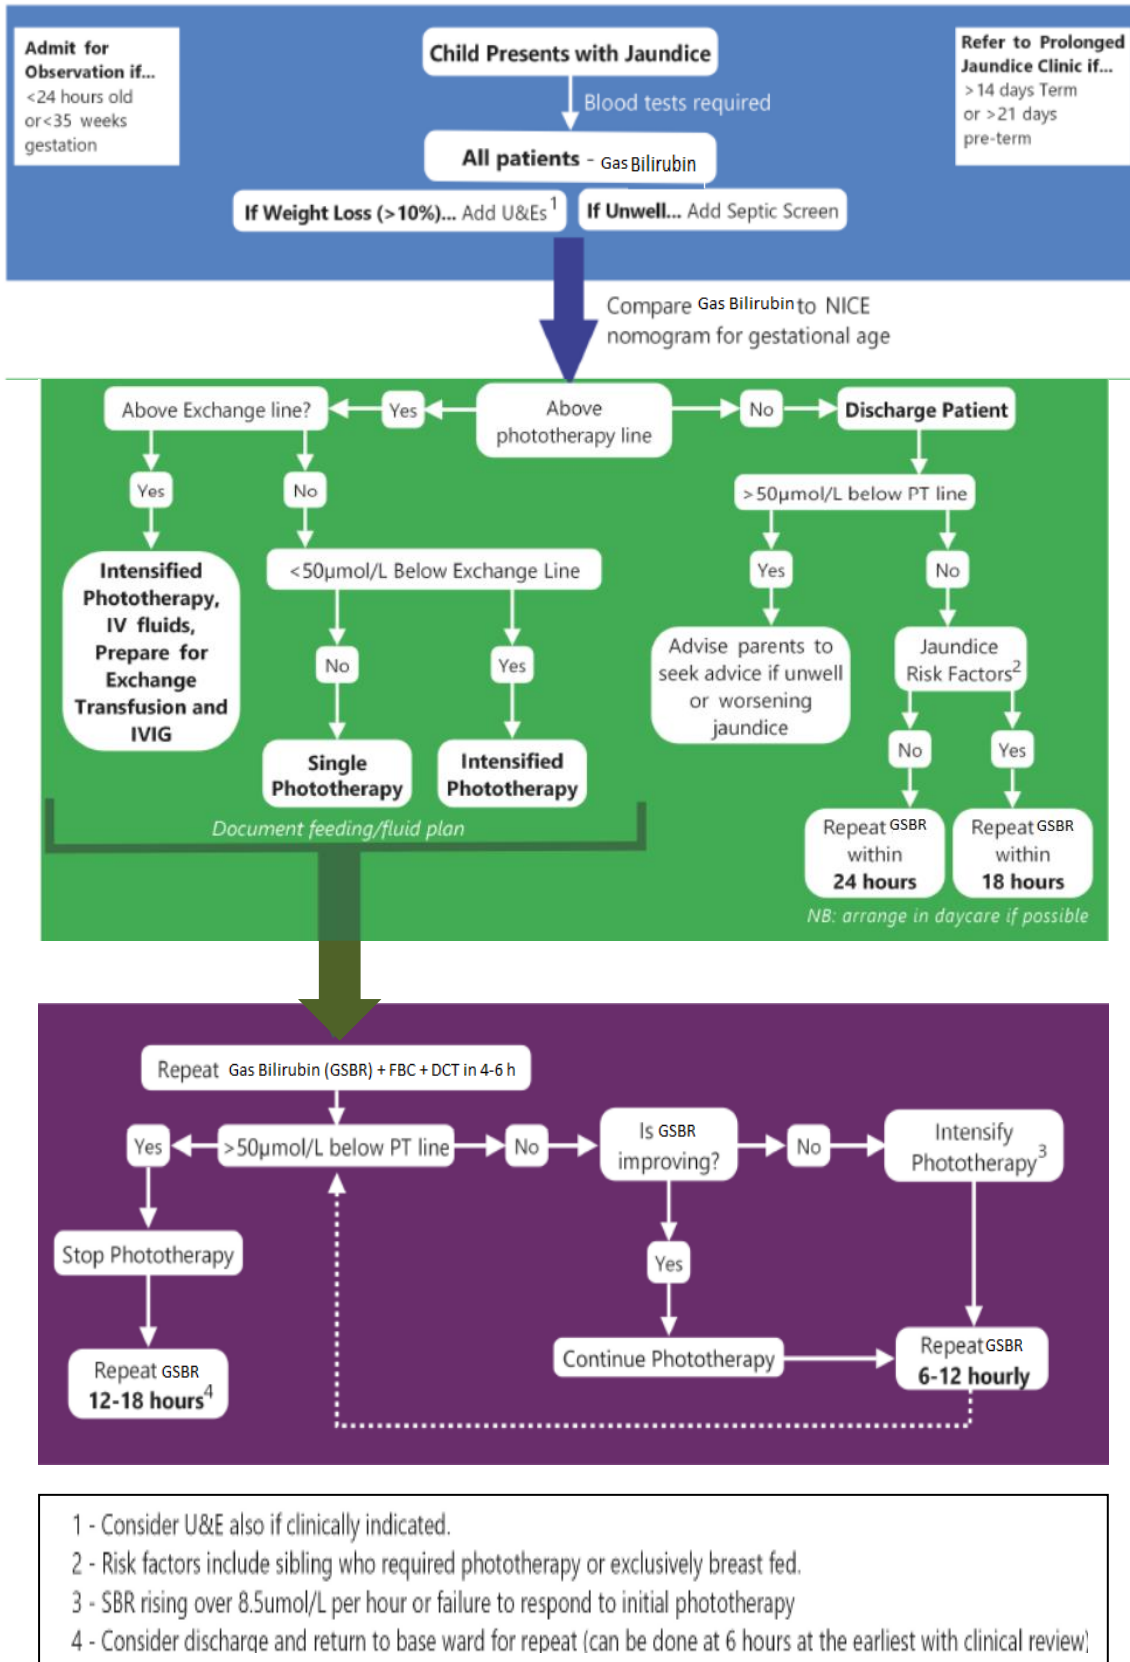 Admit for
Observation if...
<24 hours old
or<35 weeks
gestation
Child Presents with Jaundice
Blood tests required
All patients - Gas Bilirubin
If Weight Loss (>10%)... Add U&Es1
If Unwell... Add Septic Screen
Refer to Prolonged
Jaundice Clinic if...
>14 days Term
or >21 days
pre-term
Compare Gas Bilirubin to NICE
nomogram for gestational age
Above Exchange line?
Yes
Above
phototherapy line
No
Discharge Patient
Yes
No
>50µmol/L below PT line
Intensified
Phototherapy,
IV fluids,
Prepare for
Exchange
Transfusion and
IVIG
<50µmol/L Below Exchange Line
No
Yes
Single
Phototherapy
Intensified
Phototherapy
Document feeding/fluid plan
Yes
No
Advise parents to
seek advice if unwell
or worsening
jaundice
Jaundice
Risk Factors2
No
Yes
Repeat GSBR
within
24 hours
Repeat GSBR
within
18 hours
NB: arrange in daycare if possible
Repeat Gas Bilirubin (GSBR) + FBC + DCT in 4-6 h
Yes
>50µmol/L below PT line
No
Is GSBR
improving?
No
Intensify
Phototherapy3
Stop Phototherapy
Yes
Repeat GSBR
12-18 hours4
Continue Phototherapy
Repeat GSBR
6-12 hourly
1 - Consider U&E also if clinically indicated.
2 - Risk factors include sibling who required phototherapy or exclusively breast fed.
3 - SBR rising over 8.5umol/L per hour or failure to respond to initial phototherapy
4 - Consider discharge and return to base ward for repeat (can be done at 6 hours at the earliest with clinical review)